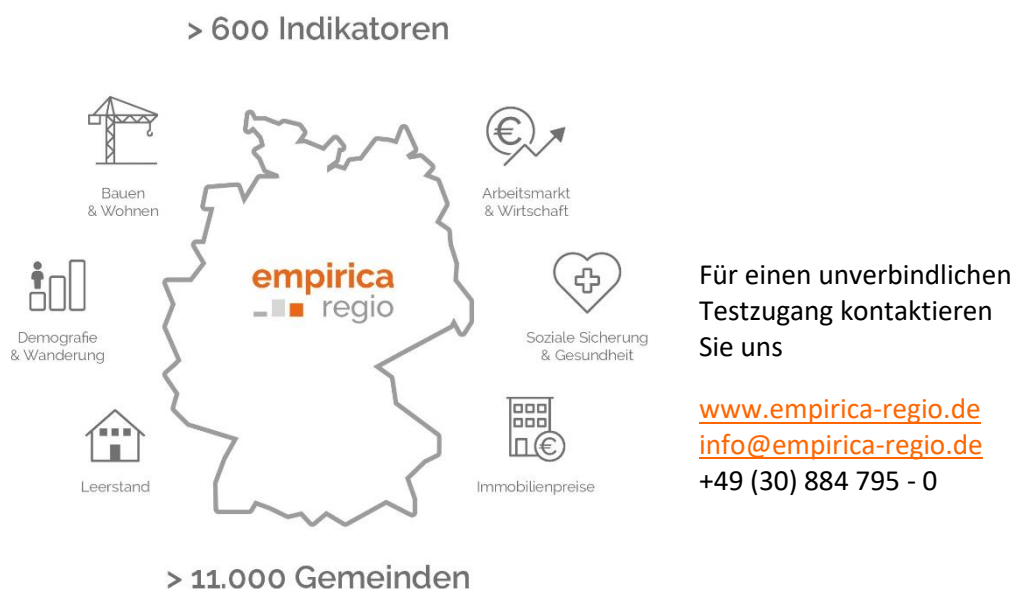 > 600 Indikatoren
Bauen
& Wohnen
Arbeitsmarkt
& Wirtschaft
empirica
regio
Demografie
& Wanderung
Soziale Sicherung
& Gesundheit
Leerstand
Immobilienpreise
> 11.000 Gemeinden
Für einen unverbindlichen
Testzugang kontaktieren
Sie uns
www.empirica-regio.de
info@empirica-regio.de
+49 (30) 884 795 - 0